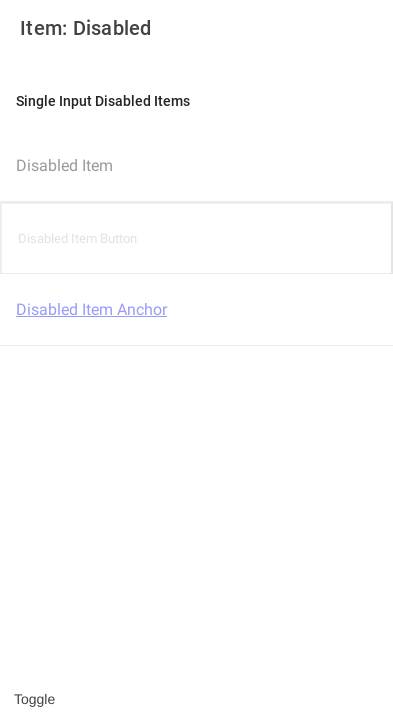 Item: Disabled
Single Input Disabled Items
Disabled Item
Disabled Item Button
Disabled Item Anchor
Toggle